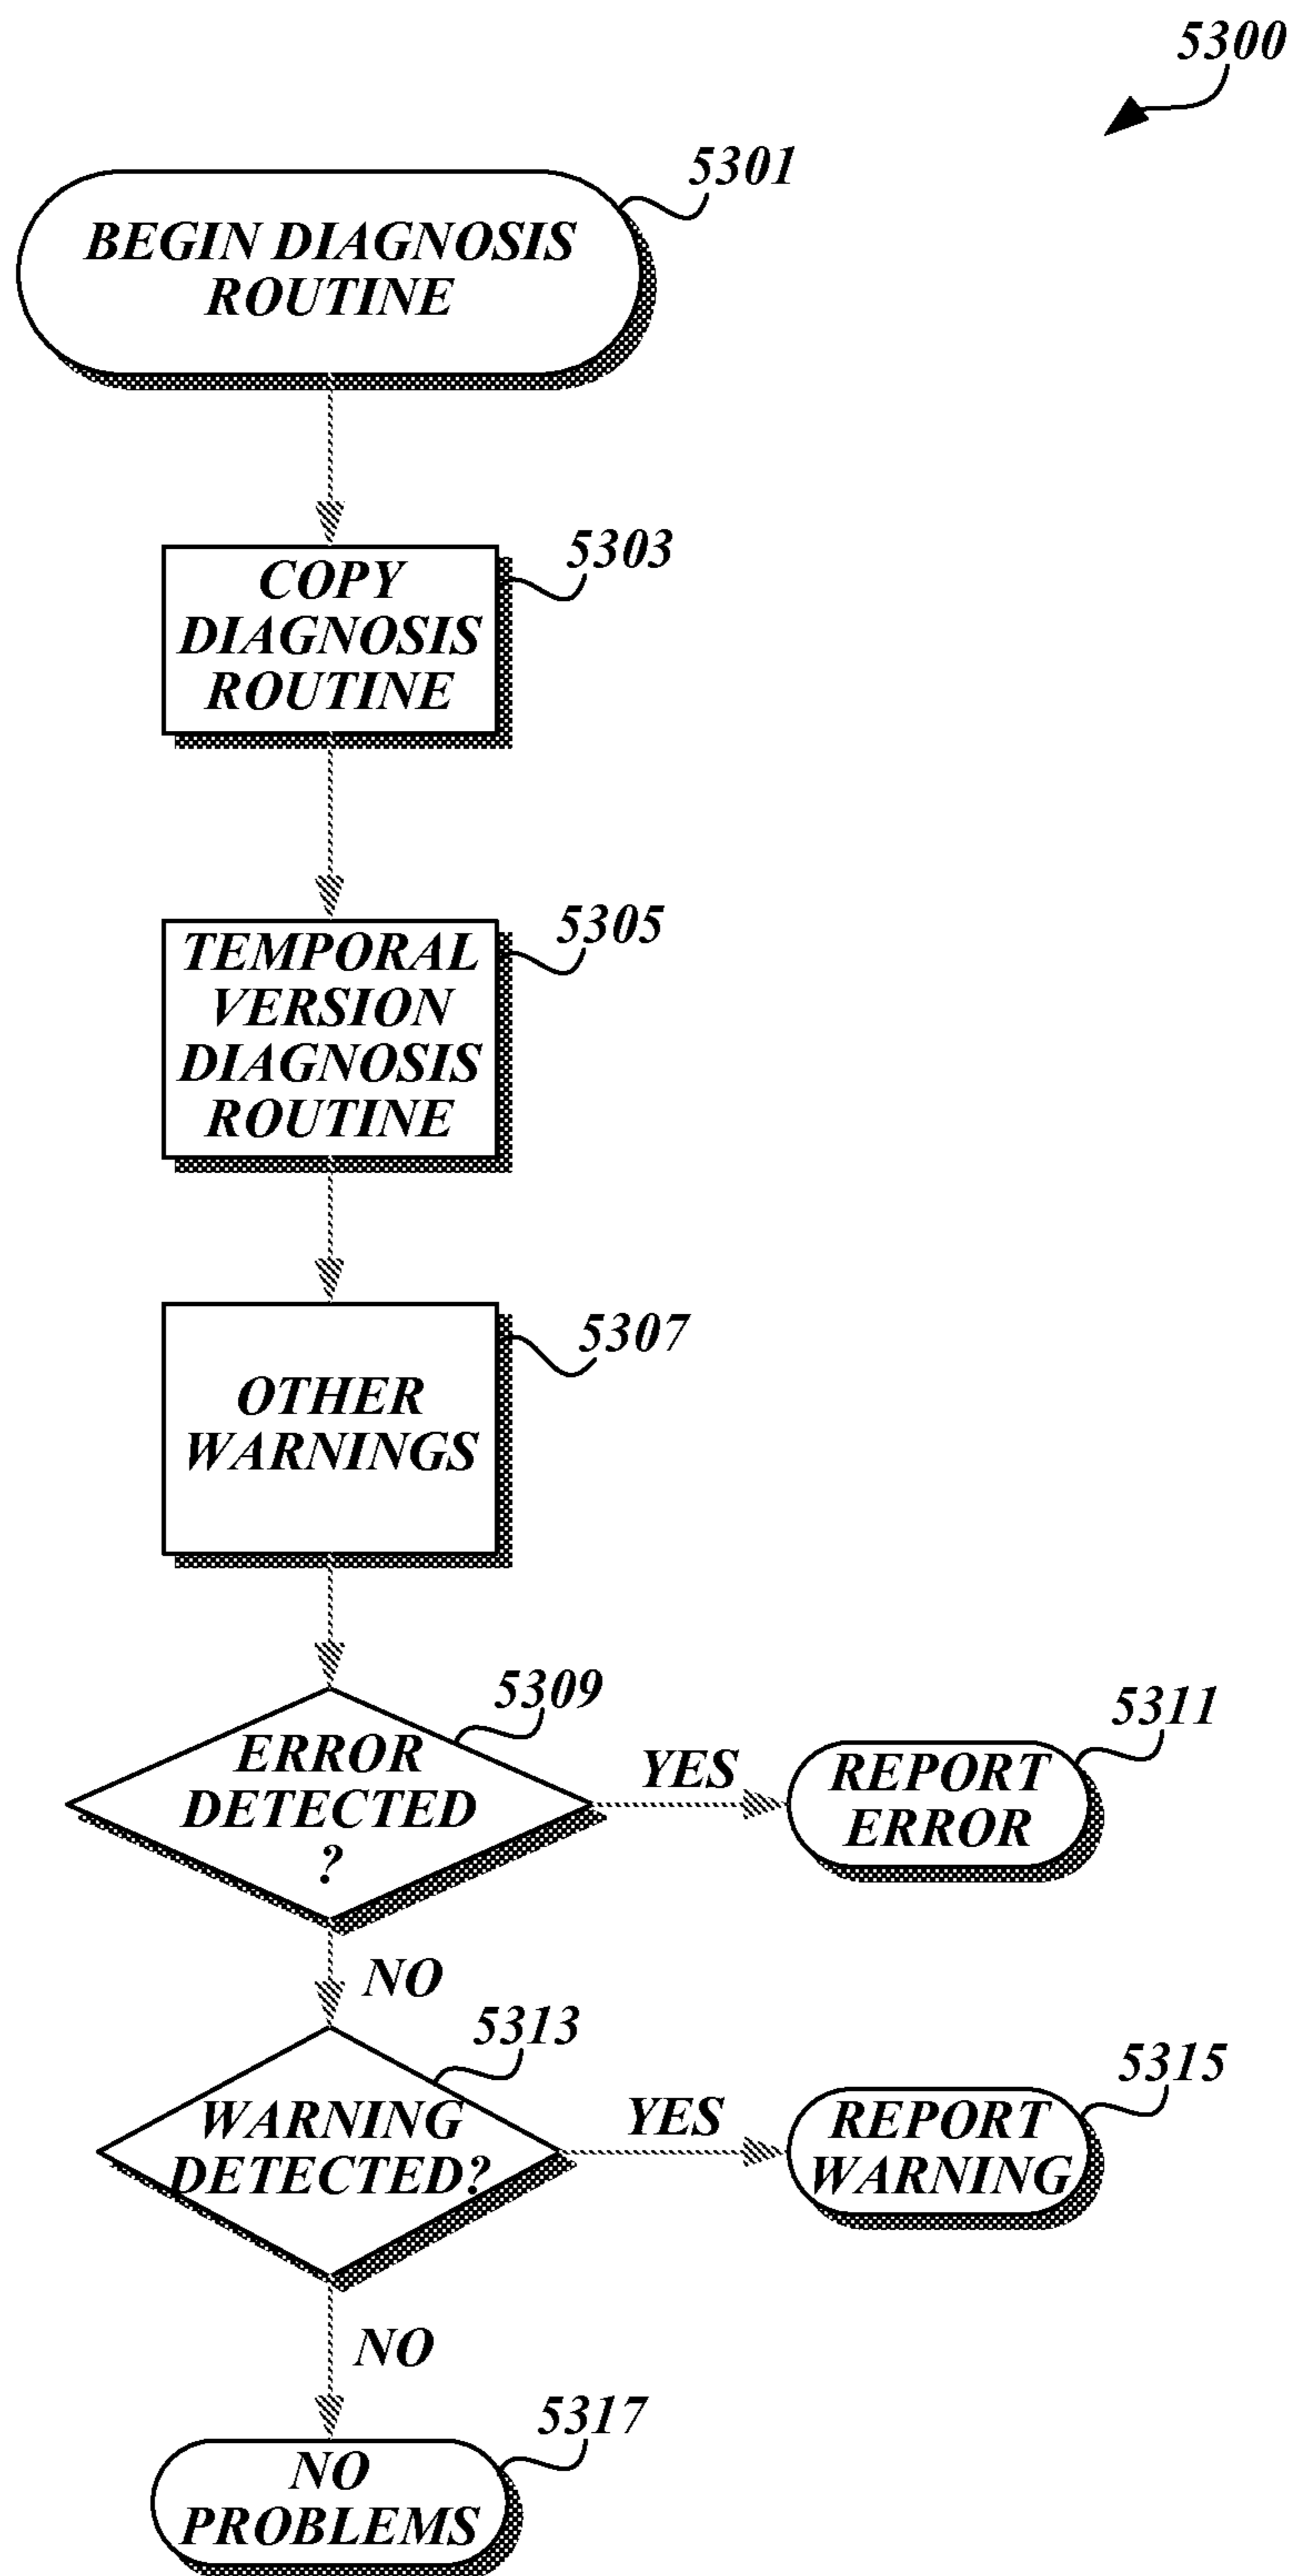 5300
5301
BEGIN DIAGNOSIS
ROUTINE
5303
COPY
DIAGNOSIS
ROUTINE
5305
TEMPORAL
VERSION
DIAGNOSIS
ROUTINE
5307
OTHER
WARNINGS
5309
ERROR
DETECTED
?
YES
5311
REPORT
ERROR
NO
5313
WARNING
DETECTED?
YES
5315
REPORT
WARNING
NO
5317
NO
PROBLEMS